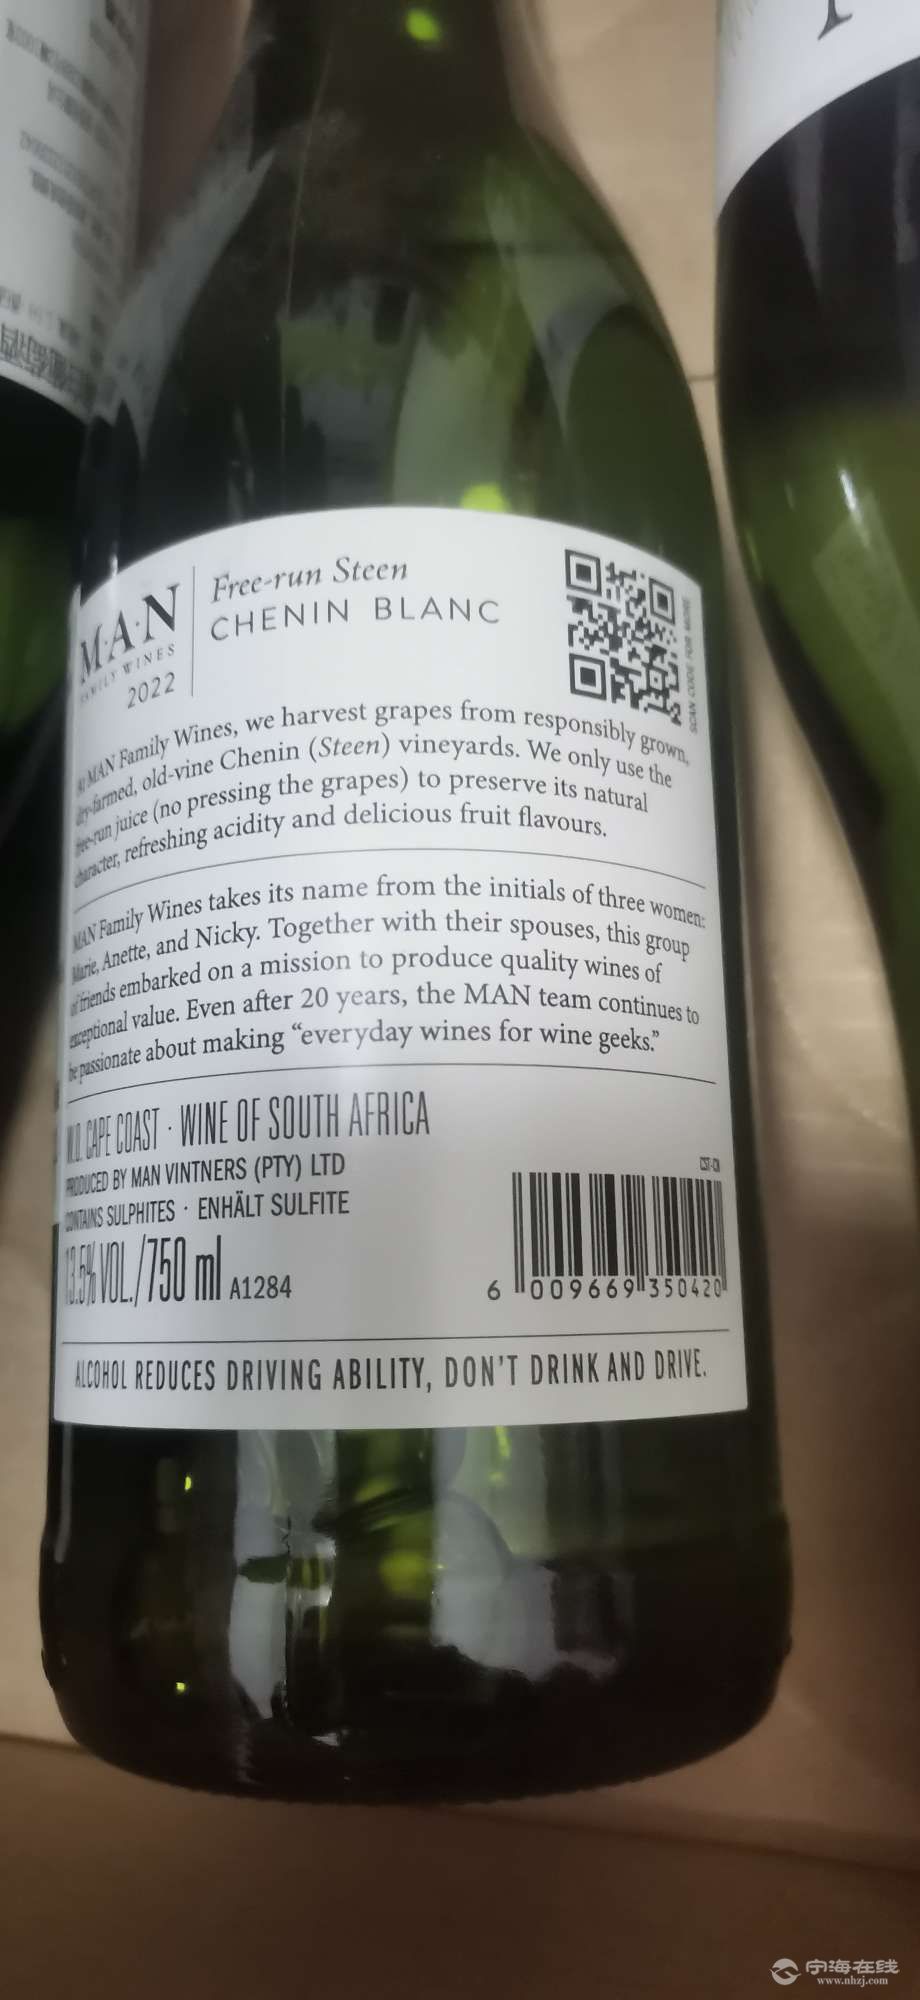 M·A·N
FAMILY WINES
2022
Free-run Steen
CHENIN BLANC
SCAN CODE FOR MORE
At MAN Family Wines, we harvest grapes from responsibly grown,
dry-farmed, old-vine Chenin (Steen) vineyards. We only use the
free-run juice (no pressing the grapes) to preserve its natural
character, refreshing acidity and delicious fruit flavours.
MAN Family Wines takes its name from the initials of three women:
Marie, Anette, and Nicky. Together with their spouses, this group
of friends embarked on a mission to produce quality wines of
exceptional value. Even after 20 years, the MAN team continues to
be passionate about making “everyday wines for wine geeks.”
W.O. CAPE COAST · WINE OF SOUTH AFRICA
PRODUCED BY MAN VINTNERS (PTY) LTD
CONTAINS SULPHITES · ENHÄLT SULFITE
13.5% VOL./750 ml A1284
6 009669 350420
ALCOHOL REDUCES DRIVING ABILITY, DON'T DRINK AND DRIVE.
宁海在线
www.nhzj.com